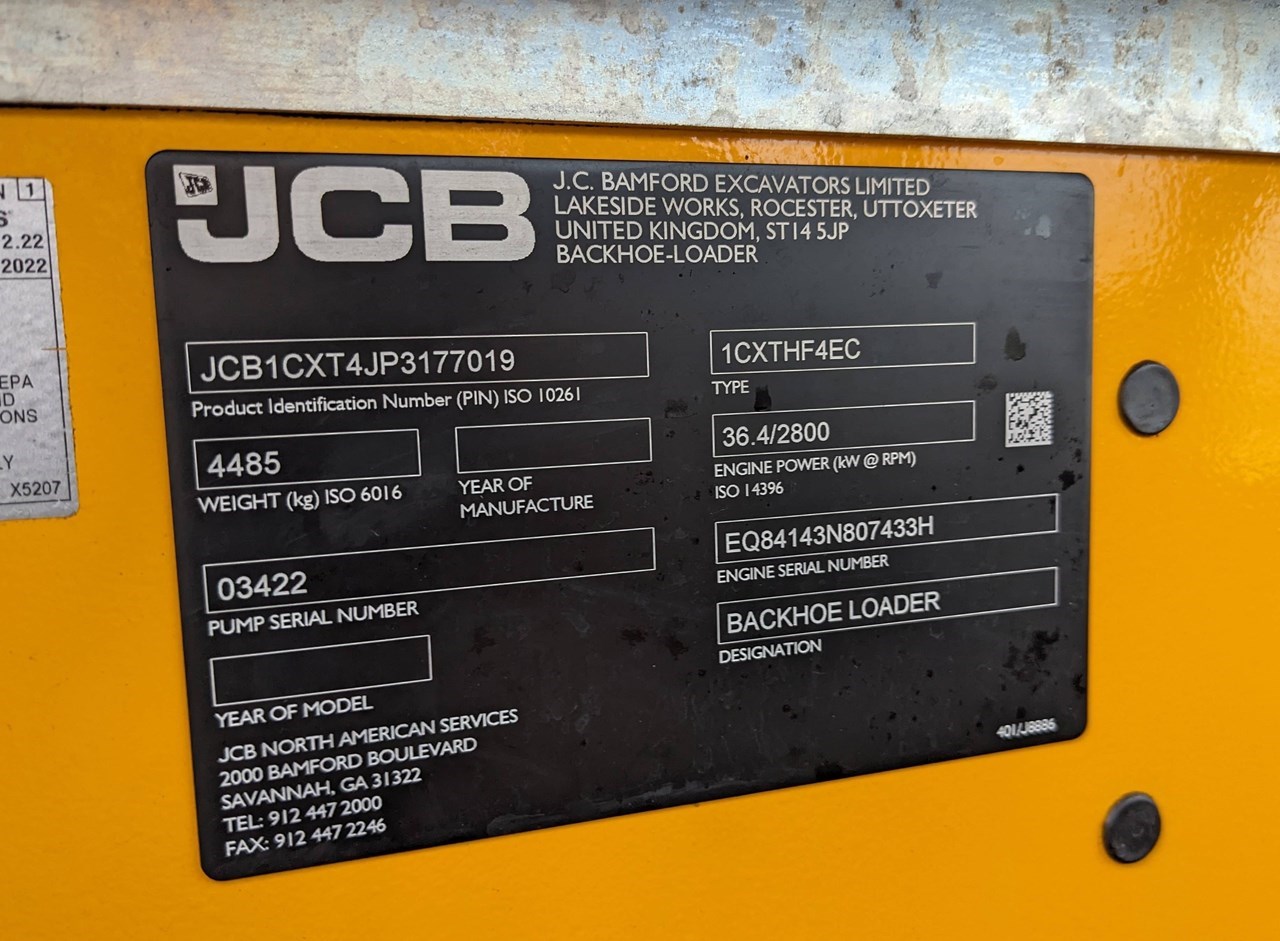 N 1
S
2.22
2022
EPA
ND
ONS
LY
X5207
JCB
JCB
J.C. BAMFORD EXCAVATORS LIMITED
LAKESIDE WORKS, ROCESTER, UTTOXETER
UNITED KINGDOM, ST14 5JP
BACKHOE-LOADER
JCB1CXT4JP3177019
Product Identification Number (PIN) ISO 10261
4485
WEIGHT (kg) ISO 6016
YEAR OF
MANUFACTURE
03422
PUMP SERIAL NUMBER
YEAR OF MODEL
JCB NORTH AMERICAN SERVICES
2000 BAMFORD BOULEVARD
SAVANNAH, GA 31322
TEL: 912 447 2000
FAX: 912 447 2246
1CXTHF4EC
TYPE
36.4/2800
ENGINE POWER (kW @ RPM)
ISO 14396
EQ84143N807433H
ENGINE SERIAL NUMBER
BACKHOE LOADER
DESIGNATION
401/J8886